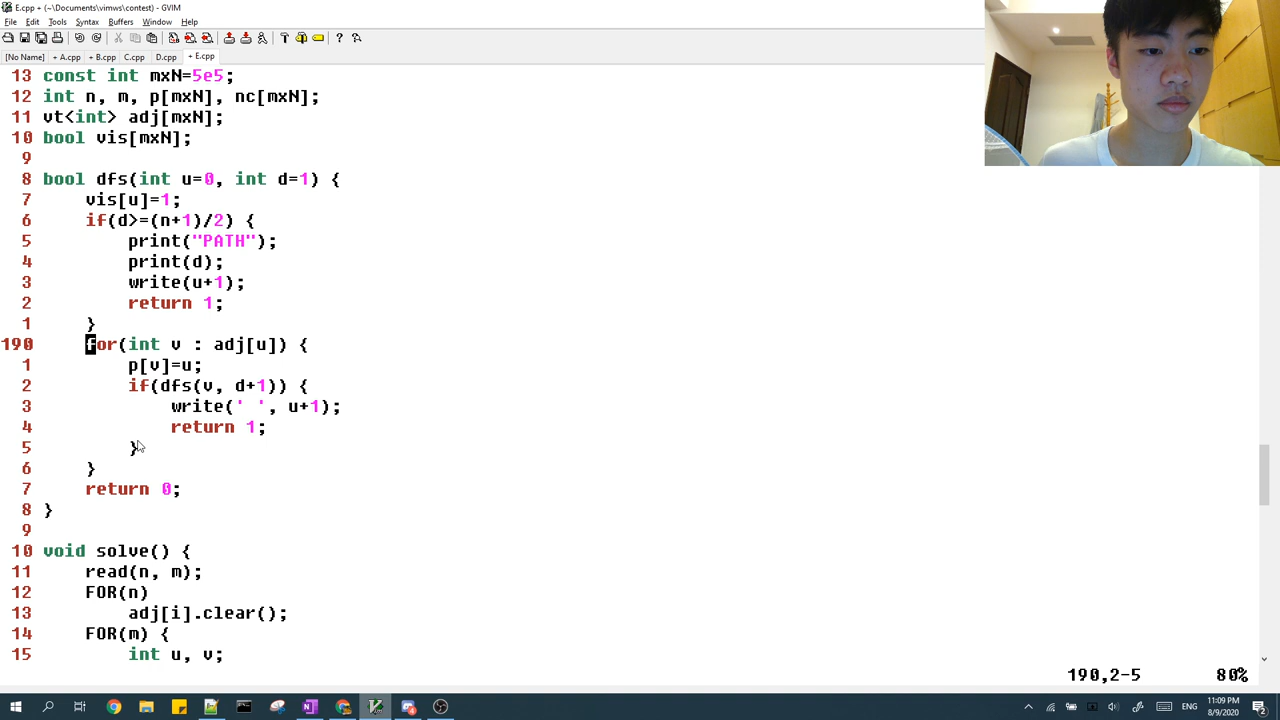 E.cpp + (~\Documents\vimws\contest) - GVIM
File Edit Tools Syntax Buffers Window Help
[No Name] + A.cpp + B.cpp C.cpp D.cpp + E.cpp
13 const int mxN=5e5;
12 int n, m, p[mxN], nc[mxN];
11 vt<int> adj[mxN];
10 bool vis[mxN];
9
8 bool dfs(int u=0, int d=1) {
7 vis[u]=1;
6 if(d>=(n+1)/2) {
5 print("PATH");
4 print(d);
3 write(u+1);
2 return 1;
1 }
190 for(int v : adj[u]) {
1 p[v]=u;
2 if(dfs(v, d+1)) {
3 write(' ', u+1);
4 return 1;
5 }
6 }
7 return 0;
8 }
9
10 void solve() {
11 read(n, m);
12 FOR(n)
13 adj[i].clear();
14 FOR(m) {
15 int u, v;
190,2-5 80%
ENG 11:09 PM
8/9/2020
2